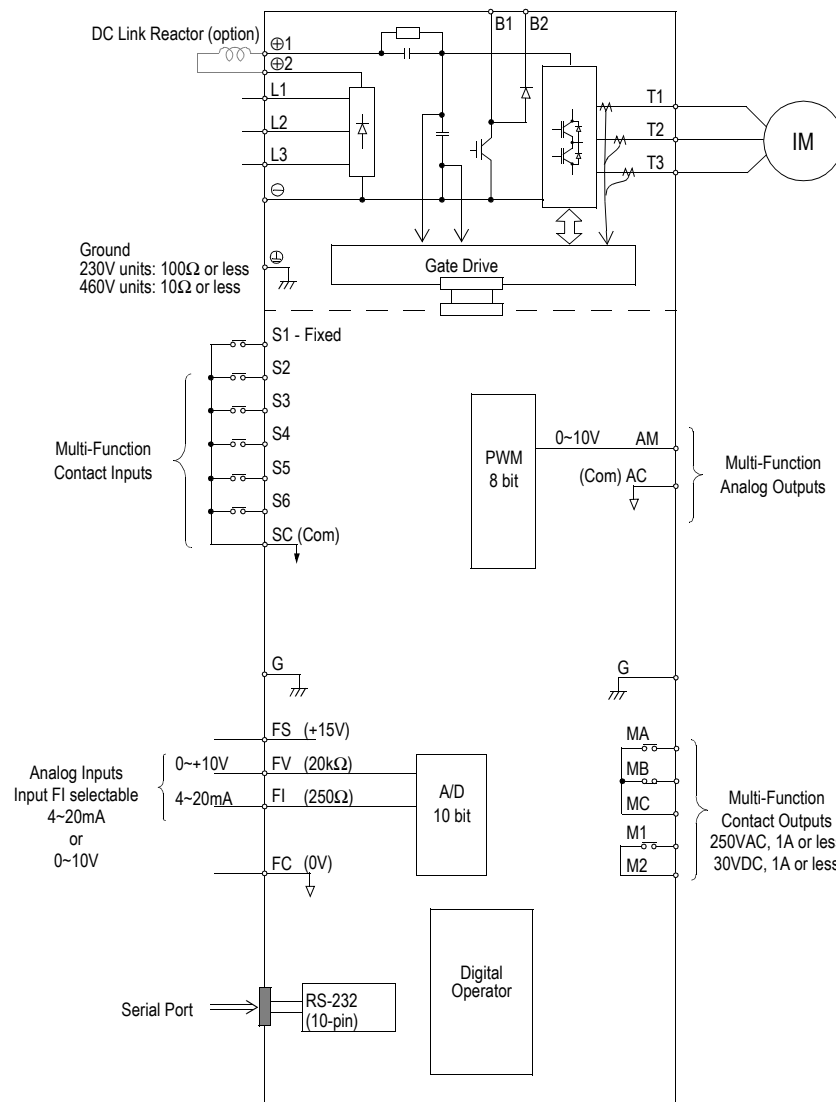 DC Link Reactor (option)
⊕1
⊕2
B1
B2
L1
L2
L3
⊖
T1
T2
T3
IM
Ground
230V units: 100Ω or less
460V units: 10Ω or less
Gate Drive
S1 - Fixed
S2
S3
S4
S5
S6
SC (Com)
Multi-Function
Contact Inputs
PWM
8 bit
0~10V
AM
(Com) AC
Multi-Function
Analog Outputs
G
G
FS (+15V)
0~+10V
FV (20kΩ)
4~20mA
FI (250Ω)
FC (0V)
Analog Inputs
Input FI selectable
4~20mA
or
0~10V
A/D
10 bit
MA
MB
MC
M1
M2
Multi-Function
Contact Outputs
250VAC, 1A or less
30VDC, 1A or less
Serial Port
RS-232
(10-pin)
Digital
Operator